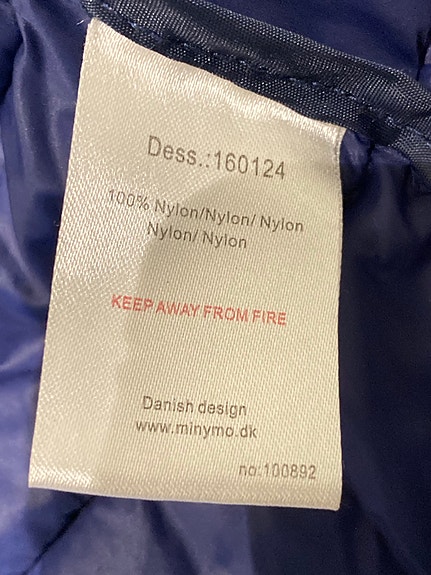 Dess.:160124
100% Nylon/Nylon/ Nylon
Nylon/ Nylon
KEEP AWAY FROM FIRE
Danish design
www.minymo.dk
no:100892